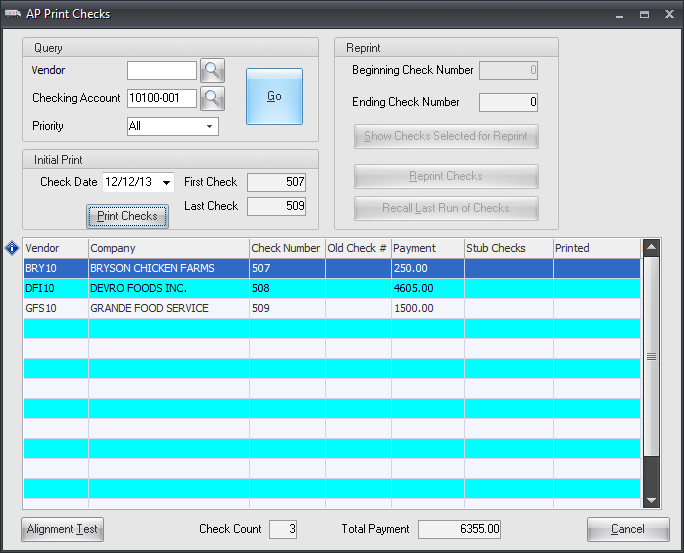 AP Print Checks
Query
Vendor
Checking Account 10100-001
Priority All
Go
Reprint
Beginning Check Number 0
Ending Check Number 0
Show Checks Selected for Reprint
Reprint Checks
Recall Last Run of Checks
Initial Print
Check Date 12/12/13 First Check 507
Print Checks Last Check 509
Vendor Company Check Number Old Check # Payment Stub Checks Printed
BRY10 BRYSON CHICKEN FARMS 507 250.00
DFI10 DEVRO FOODS INC. 508 4605.00
GFS10 GRANDE FOOD SERVICE 509 1500.00
Alignment Test Check Count 3 Total Payment 6355.00 Cancel